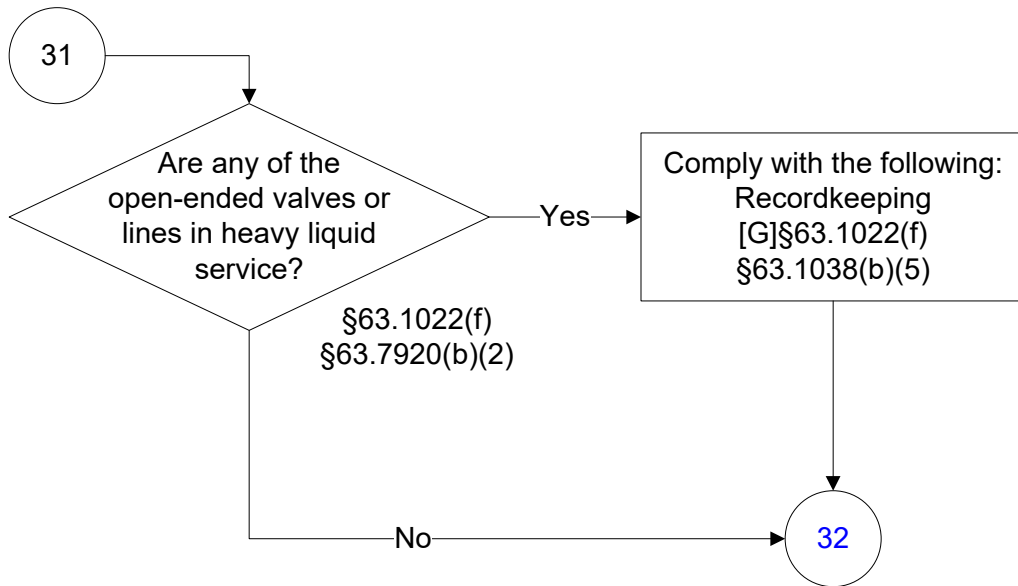 31
Are any of the
open-ended valves or
lines in heavy liquid
service?
Yes
Comply with the following:
Recordkeeping
[G]§63.1022(f)
§63.1038(b)(5)
§63.1022(f)
§63.7920(b)(2)
No
32